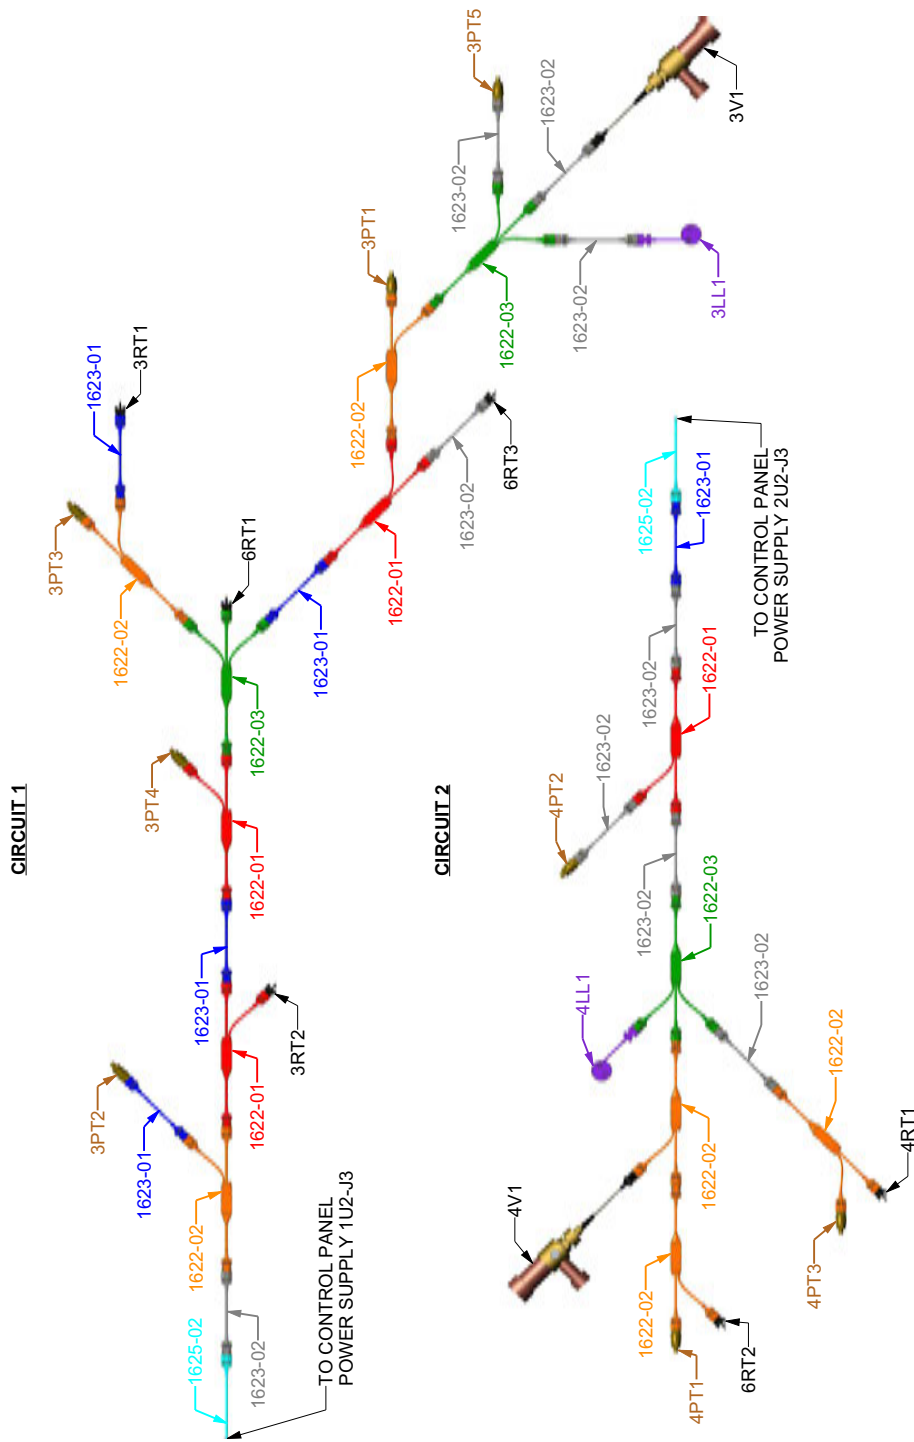 CIRCUIT 1
1625-02
1623-02
TO CONTROL PANEL
POWER SUPPLY 1U2-J3
1622-02
1623-01
3PT2
1622-01
3RT2
1623-01
1622-01
3PT4
1622-03
6RT1
1622-02
3PT3
1623-01
3RT1
1623-01
1622-01
1623-02
6RT3
1622-02
3PT1
1622-03
1623-02
3PT5
1623-02
3V1
1623-02
3LL1
CIRCUIT 2
4PT1
6RT2
1622-02
4V1
1622-02
4LL1
4PT3
4RT1
1622-02
1623-02
1622-03
1623-02
4PT2
1623-02
1622-01
1623-02
1625-02
1623-01
TO CONTROL PANEL
POWER SUPPLY 2U2-J3